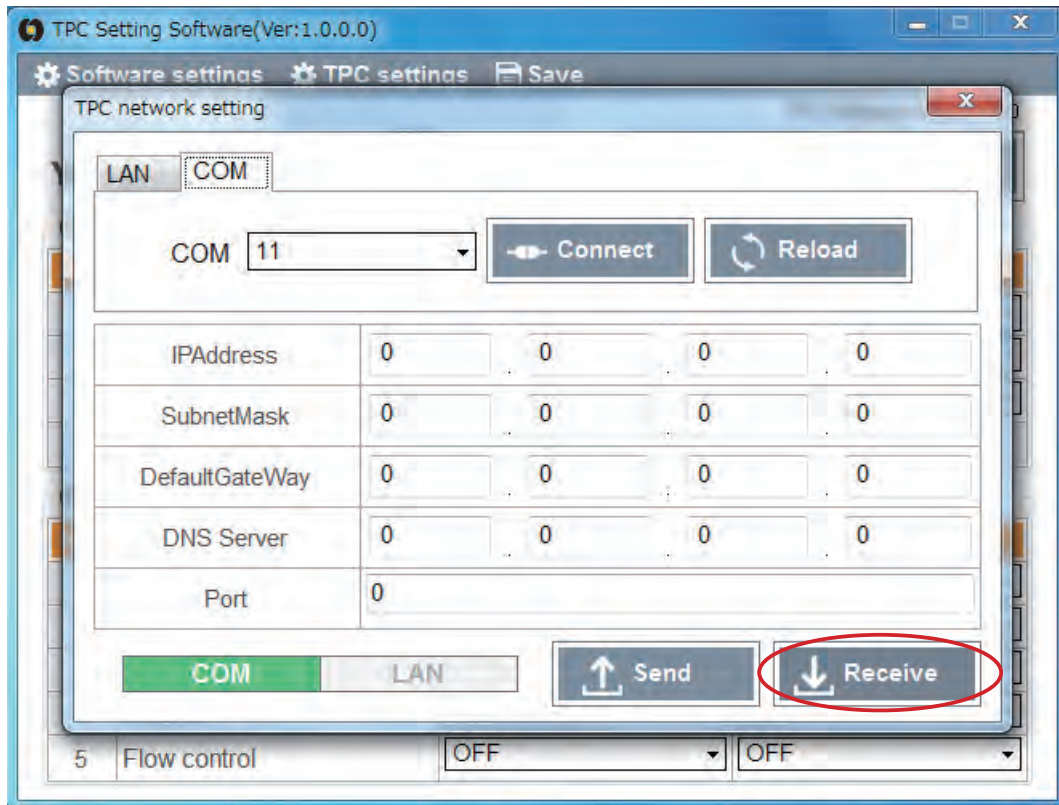 TPC Setting Software(Ver:1.0.0.0)
Software settings TPC settings Save
TPC network setting
LAN COM
COM 11 Connect Reload
IPAddress 0 . 0 . 0 . 0
SubnetMask 0 . 0 . 0 . 0
DefaultGateWay 0 . 0 . 0 . 0
DNS Server 0 . 0 . 0 . 0
Port 0
COM LAN Send Receive
5 Flow control OFF OFF